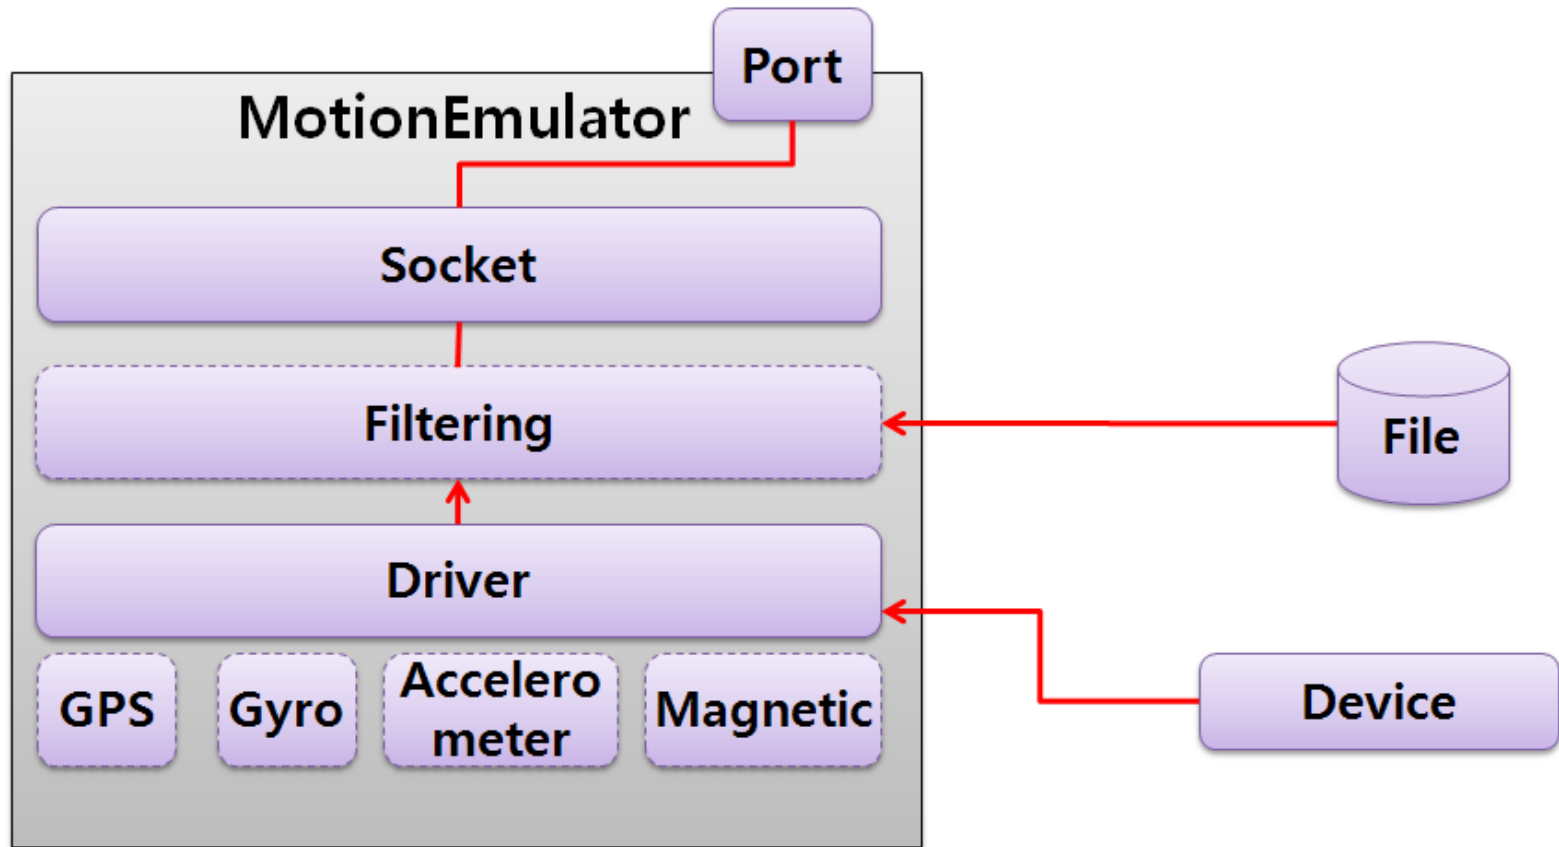 Port
MotionEmulator
Socket
Filtering
File
Driver
GPS
Gyro
Accelero
meter
Magnetic
Device